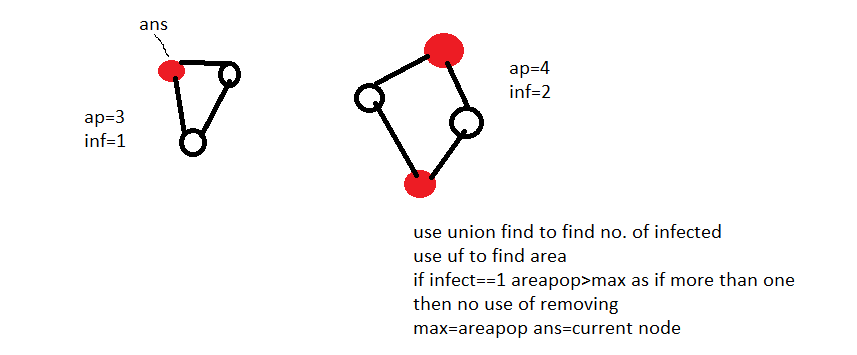 ans
ap=3
inf=1
ap=4
inf=2
use union find to find no. of infected
use uf to find area
if infect==1 areapop>max as if more than one
then no use of removing
max=areapop ans=current node